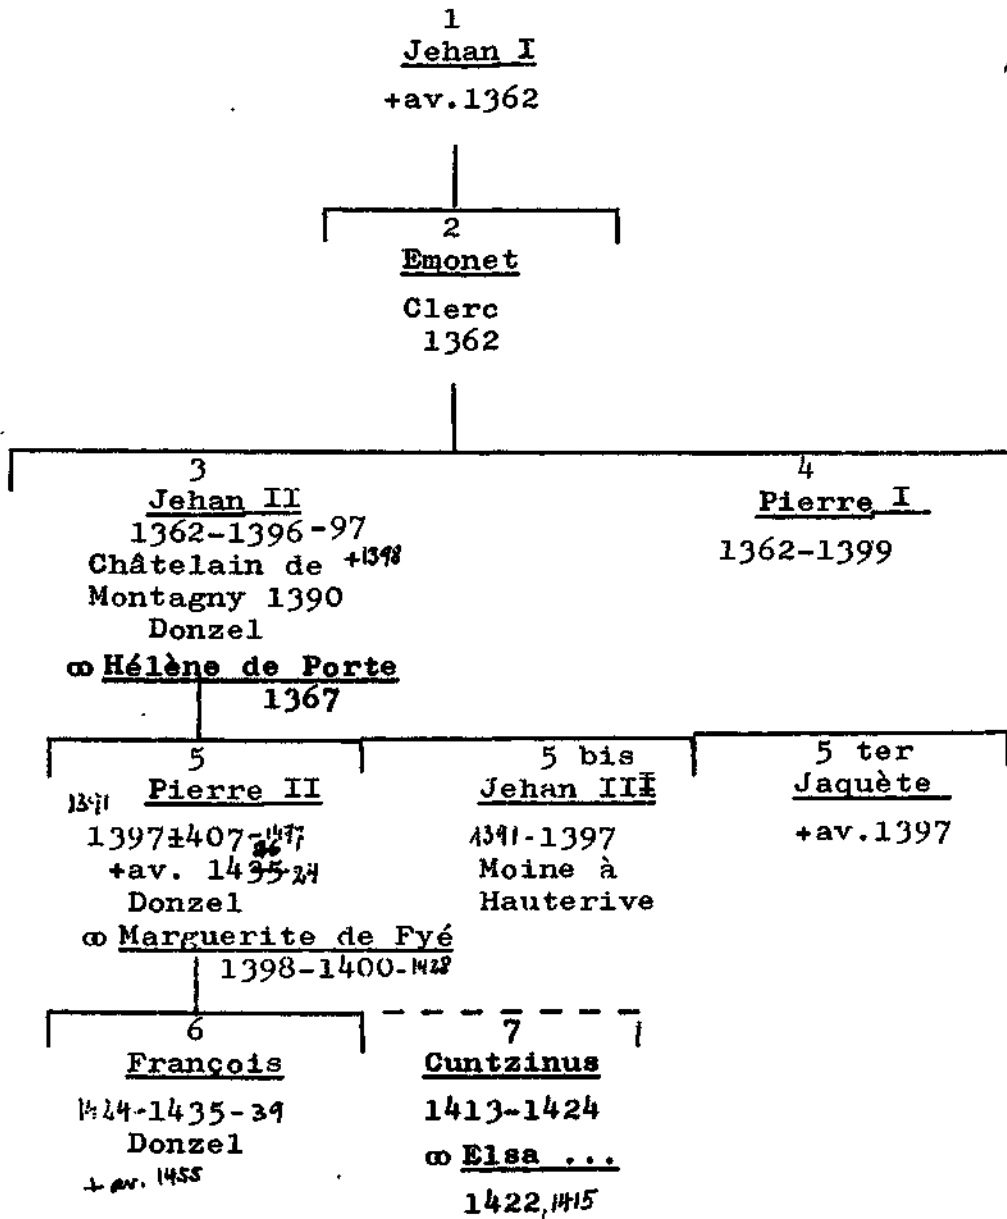 1
Jehan I
+av.1362
2
Emonet
Clerc
1362
3
Jehan II
1362-1396-97
Châtelain de +1398
Montagny 1390
Donzel
∞ Hélène de Porte
1367
4
Pierre I
1362-1399
5
Pierre II
1397±407-
+av. 1435 24
Donzel
∞ Marguerite de Fyé
1398-1400-1428
5 bis
Jehan III
1391-1397
Moine à
Hauterive
5 ter
Jaquète
+av.1397
6
François
1424-1435-39
Donzel
+ av. 1455
7
Cuntzinus
1413-1424
∞ Elsa ...
1422,1415